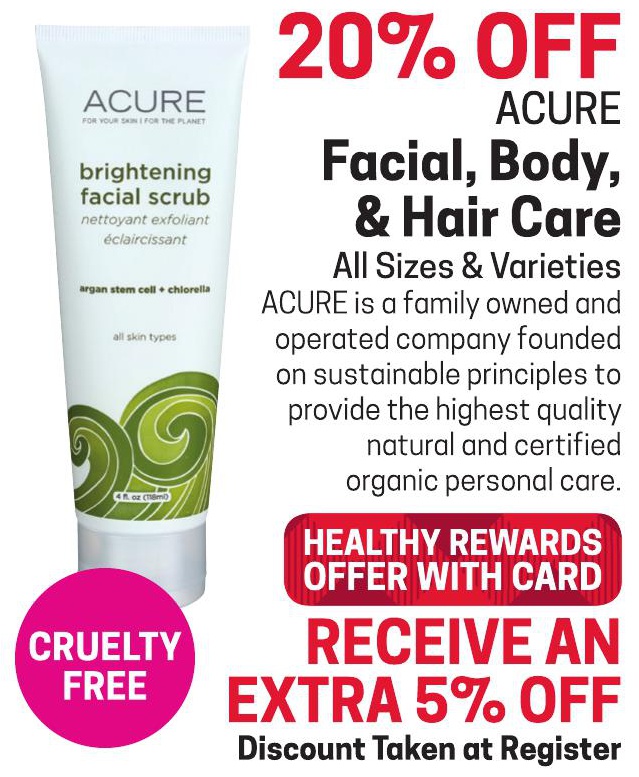 ACURE
FOR YOUR SKIN | FOR THE PLANET
brightening
facial scrub
nettoyant exfoliant
éclaircissant
argan stem cell + chlorella
all skin types
4 fl. oz (118ml)
CRUELTY
FREE
20% OFF
ACURE
Facial, Body,
& Hair Care
All Sizes & Varieties
ACURE is a family owned and
operated company founded
on sustainable principles to
provide the highest quality
natural and certified
organic personal care.
HEALTHY REWARDS
OFFER WITH CARD
RECEIVE AN
EXTRA 5% OFF
Discount Taken at Register